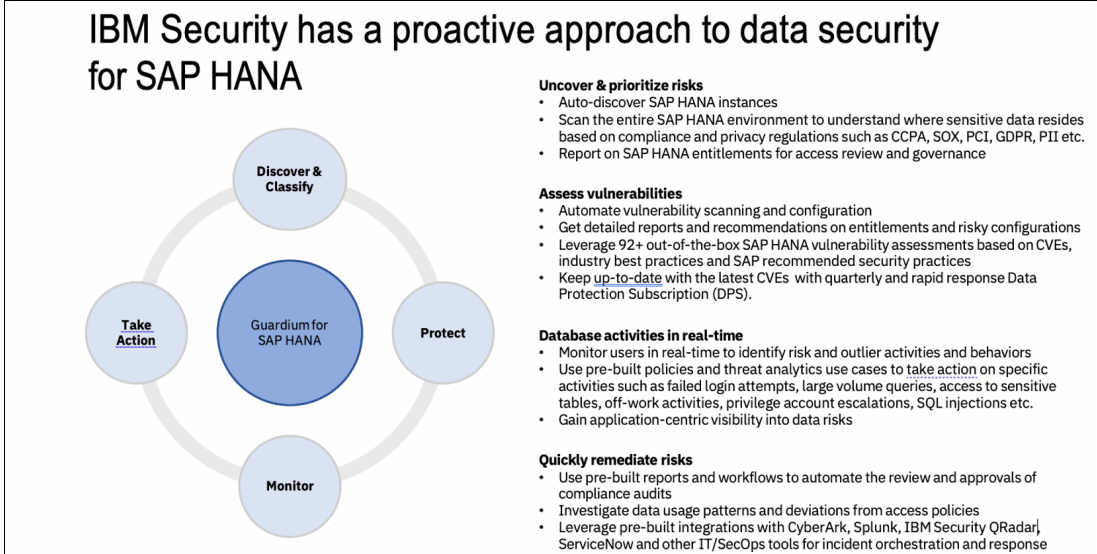 IBM Security has a proactive approach to data security
for SAP HANA
Discover &
Classify
Take
Action
Guardium for
SAP HANA
Protect
Monitor
Uncover & prioritize risks
• Auto-discover SAP HANA instances
• Scan the entire SAP HANA environment to understand where sensitive data resides
based on compliance and privacy regulations such as CCPA, SOX, PCI, GDPR, PII etc.
• Report on SAP HANA entitlements for access review and governance
Assess vulnerabilities
• Automate vulnerability scanning and configuration
• Get detailed reports and recommendations on entitlements and risky configurations
• Leverage 92+ out-of-the-box SAP HANA vulnerability assessments based on CVEs,
industry best practices and SAP recommended security practices
• Keep up-to-date with the latest CVEs with quarterly and rapid response Data
Protection Subscription (DPS).
Database activities in real-time
• Monitor users in real-time to identify risk and outlier activities and behaviors
• Use pre-built policies and threat analytics use cases to take action on specific
activities such as failed login attempts, large volume queries, access to sensitive
tables, off-work activities, privilege account escalations, SQL injections etc.
• Gain application-centric visibility into data risks
Quickly remediate risks
• Use pre-built reports and workflows to automate the review and approvals of
compliance audits
• Investigate data usage patterns and deviations from access policies
• Leverage pre-built integrations with CyberArk, Splunk, IBM Security QRadar,
ServiceNow and other IT/SecOps tools for incident orchestration and response